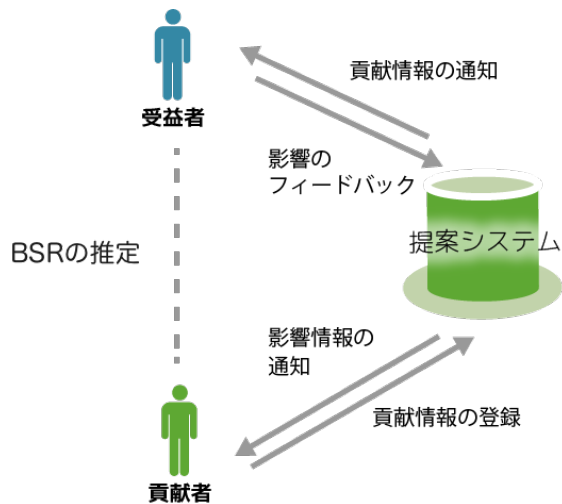 貢献情報の通知
受益者
影響の
フィードバック
提案システム
BSRの推定
影響情報の
通知
貢献情報の登録
貢献者